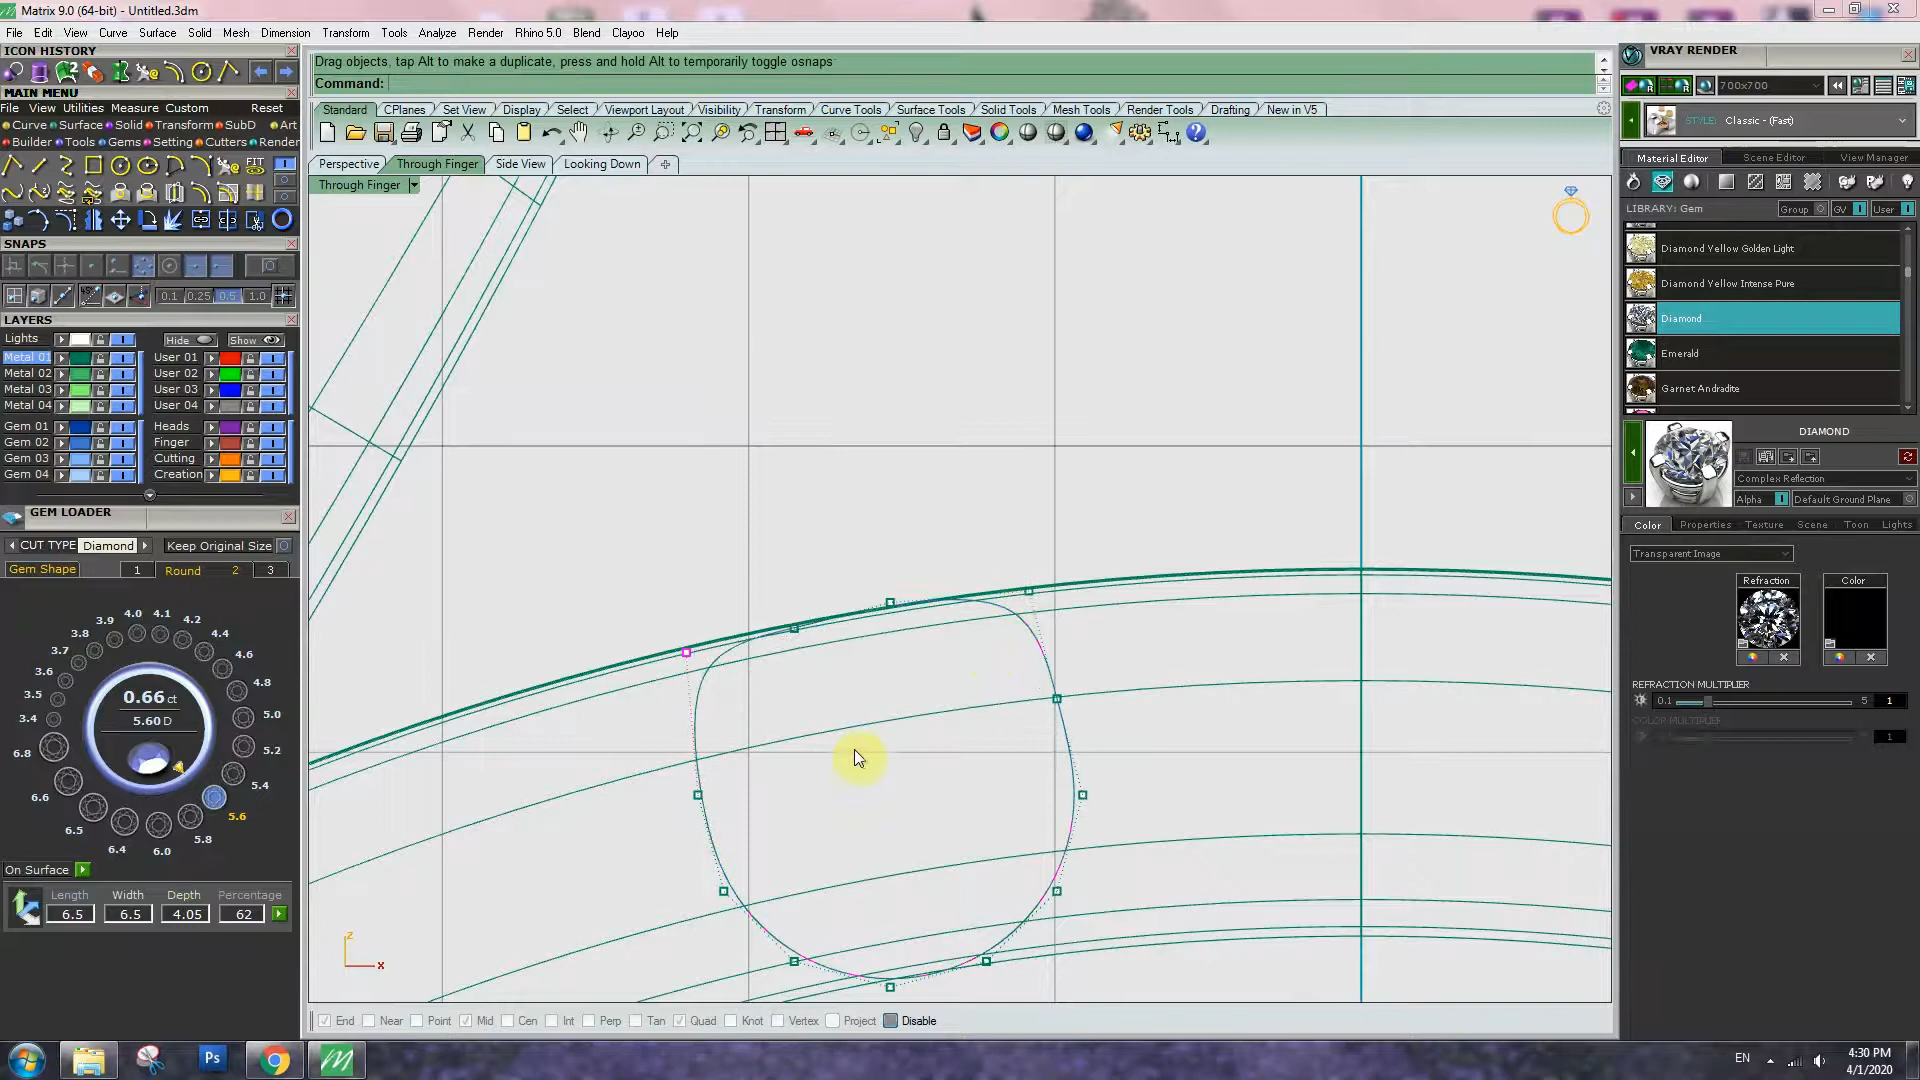 Matrix 9.0 (64-bit) - Untitled.3dm
File Edit View Curve Surface Solid Mesh Dimension Transform Tools Analyze Render Rhino 5.0 Blend Clayoo Help
ICON HISTORY
MAIN MENU
File View Utilities Measure Custom Reset
Curve Surface Solid Transform SubD Art
Builder Tools Gems Setting Cutters Render
FIT
SNAPS
0.1 0.25 0.5 1.0
LAYERS
Lights Hide Show
Metal 01 User 01
Metal 02 User 02
Metal 03 User 03
Metal 04 User 04
Gem 01 Heads
Gem 02 Finger
Gem 03 Cutting
Gem 04 Creation
GEM LOADER
CUT TYPE Diamond Keep Original Size
Gem Shape 1 Round 2 3
4.0 4.1
3.9 4.2
3.8 4.4
3.7 4.6
3.6 4.8
3.5 5.0
3.4 5.2
6.8 5.4
6.6 5.6
6.5 5.8
6.4 6.0 6.2
0.66 ct
5.60 D
On Surface
Length Width Depth Percentage
6.5 6.5 4.05 62
Drag objects, tap Alt to make a duplicate, press and hold Alt to temporarily toggle osnaps
Command:
Standard CPlanes Set View Display Select Viewport Layout Visibility Transform Curve Tools Surface Tools Solid Tools Mesh Tools Render Tools Drafting New in V5
Perspective Through Finger Side View Looking Down
Through Finger
z
x
End Near Point Mid Cen Int Perp Tan Quad Knot Vertex Project Disable
VRAY RENDER
700x700
STYLE: Classic - (Fast)
Material Editor Scene Editor View Manager
LIBRARY: Gem Group GV User
Diamond Yellow Golden Light
Diamond Yellow Intense Pure
Diamond
Emerald
Garnet Andradite
DIAMOND
Complex Reflection
Alpha Default Ground Plane
Color Properties Texture Scene Toon Lights
Transparent Image
Refraction Color
REFRACTION MULTIPLIER
0.1 5 1
COLOR MULTIPLIER
1
Ps
EN
4:30 PM
4/1/2020